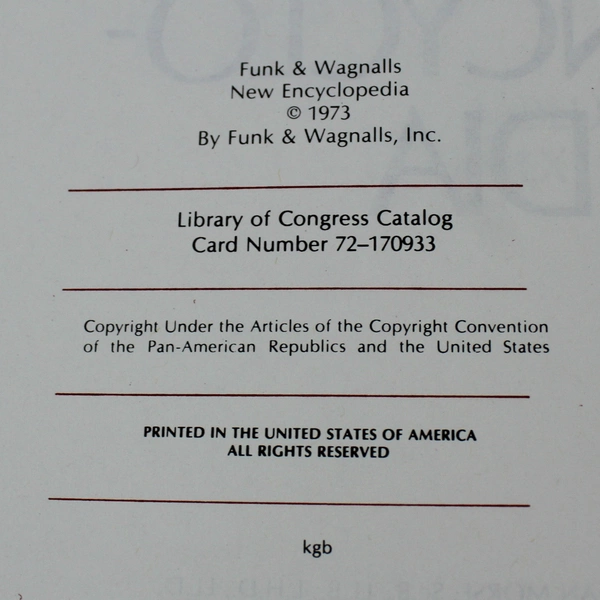 Funk & Wagnalls
New Encyclopedia
© 1973
By Funk & Wagnalls, Inc.
Library of Congress Catalog
Card Number 72–170933
Copyright Under the Articles of the Copyright Convention
of the Pan-American Republics and the United States
PRINTED IN THE UNITED STATES OF AMERICA
ALL RIGHTS RESERVED
kgb